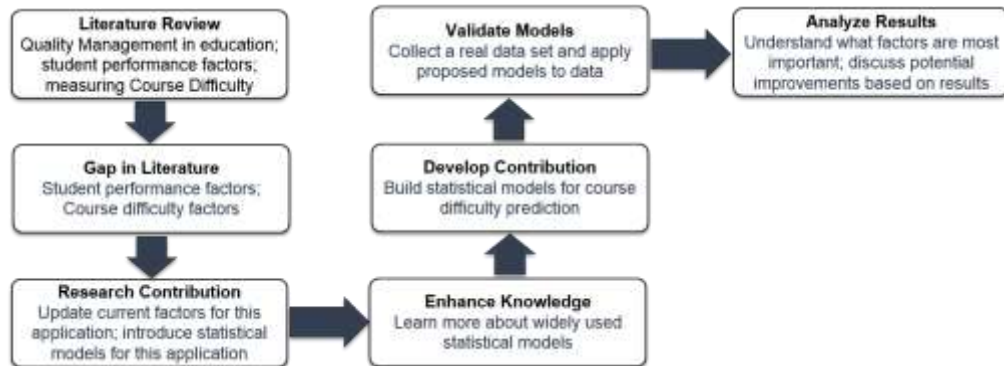 Literature Review
Quality Management in education;
student performance factors;
measuring Course Difficulty
Gap in Literature
Student performance factors;
Course difficulty factors
Research Contribution
Update current factors for this
application; introduce statistical
models for this application
Enhance Knowledge
Learn more about widely used
statistical models
Develop Contribution
Build statistical models for course
difficulty prediction
Validate Models
Collect a real data set and apply
proposed models to data
Analyze Results
Understand what factors are most
important; discuss potential
improvements based on results